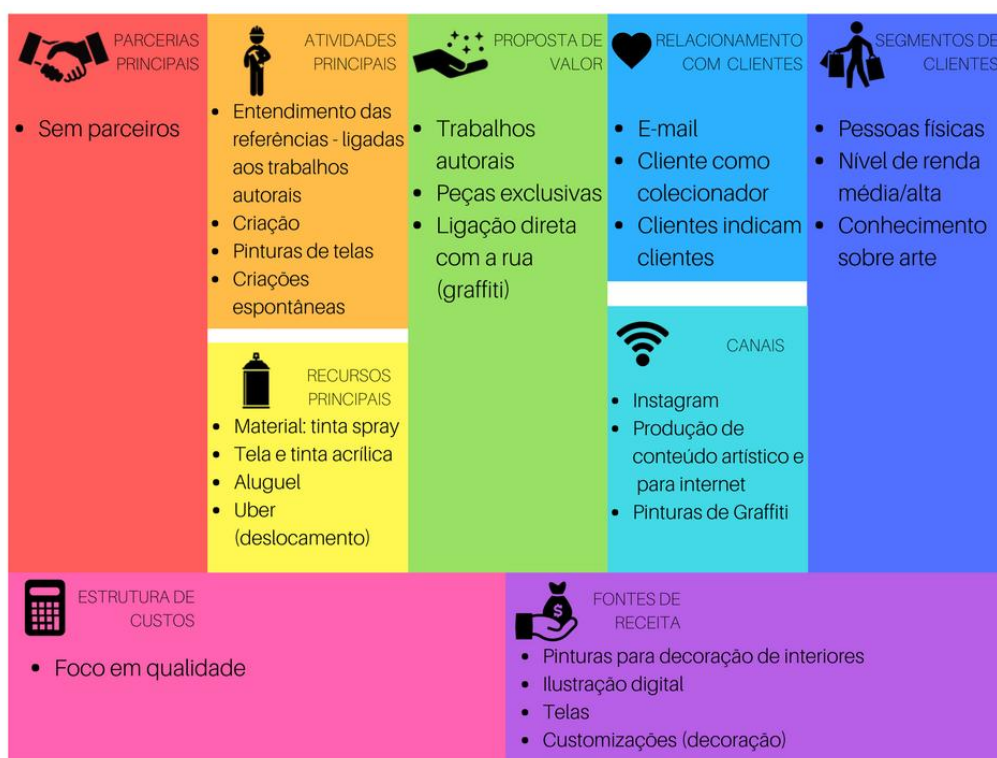 PARCERIAS
PRINCIPAIS
• Sem parceiros
ATIVIDADES
PRINCIPAIS
• Entendimento das
referências - ligadas
aos trabalhos
autorais
• Criação
• Pinturas de telas
• Criações
espontâneas
RECURSOS
PRINCIPAIS
• Material: tinta spray
• Tela e tinta acrílica
• Aluguel
• Uber
(deslocamento)
PROPOSTA DE
VALOR
• Trabalhos
autorais
• Peças exclusivas
• Ligação direta
com a rua
(graffiti)
RELACIONAMENTO
COM CLIENTES
• E-mail
• Cliente como
colecionador
• Clientes indicam
clientes
CANAIS
• Instagram
• Produção de
conteúdo artístico e
para internet
• Pinturas de Graffiti
SEGMENTOS DE
CLIENTES
• Pessoas físicas
• Nível de renda
média/alta
• Conhecimento
sobre arte
ESTRUTURA DE
CUSTOS
• Foco em qualidade
FONTES DE
RECEITA
$
• Pinturas para decoração de interiores
• Ilustração digital
• Telas
• Customizações (decoração)